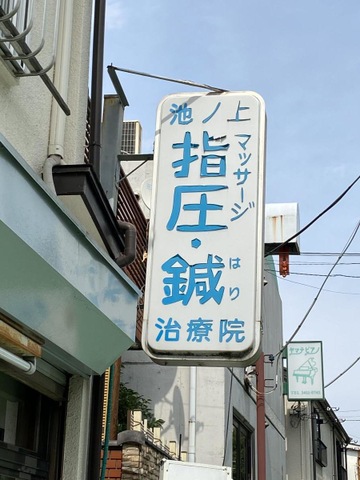 池ノ上
マッサージ
指圧・鍼
はり
治療院